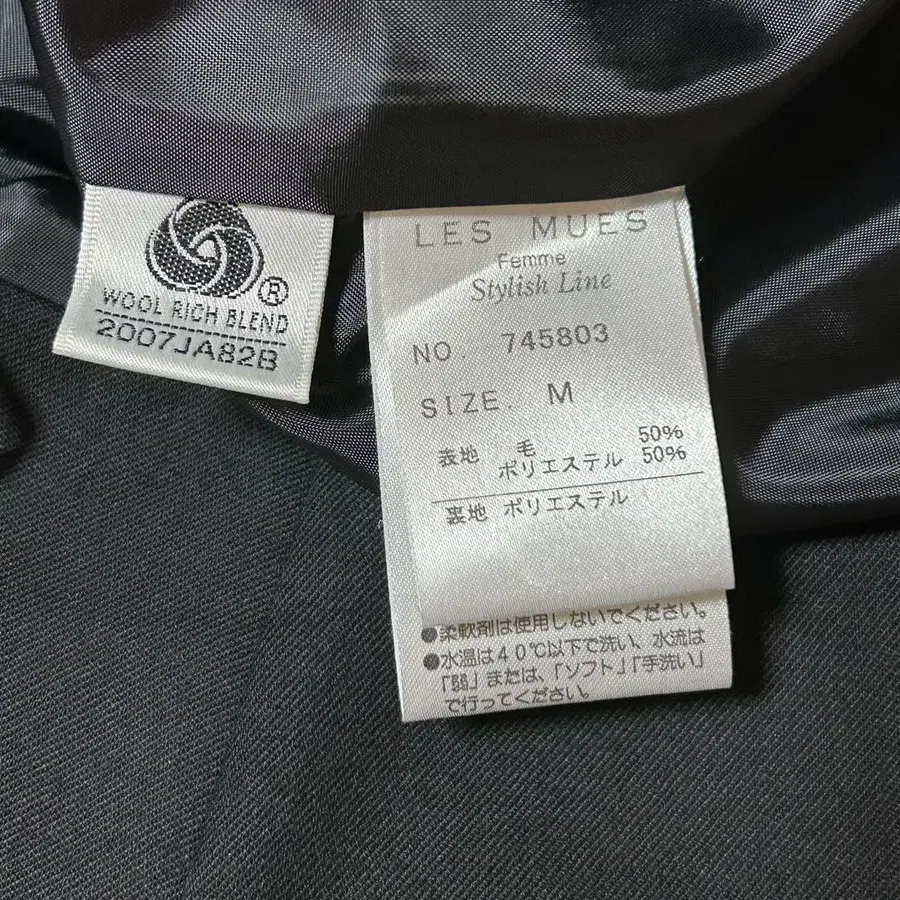 WOOL RICH BLEND
2007JA82B
LES MUES
Femme
Stylish Line
NO. 745803
SIZE. M
表地 毛 50%
ポリエステル 50%
裏地 ポリエステル
●柔軟剤は使用しないでください。
●水温は40℃以下で洗い、水流は
「弱」または、「ソフト」「手洗い」
で行ってください。